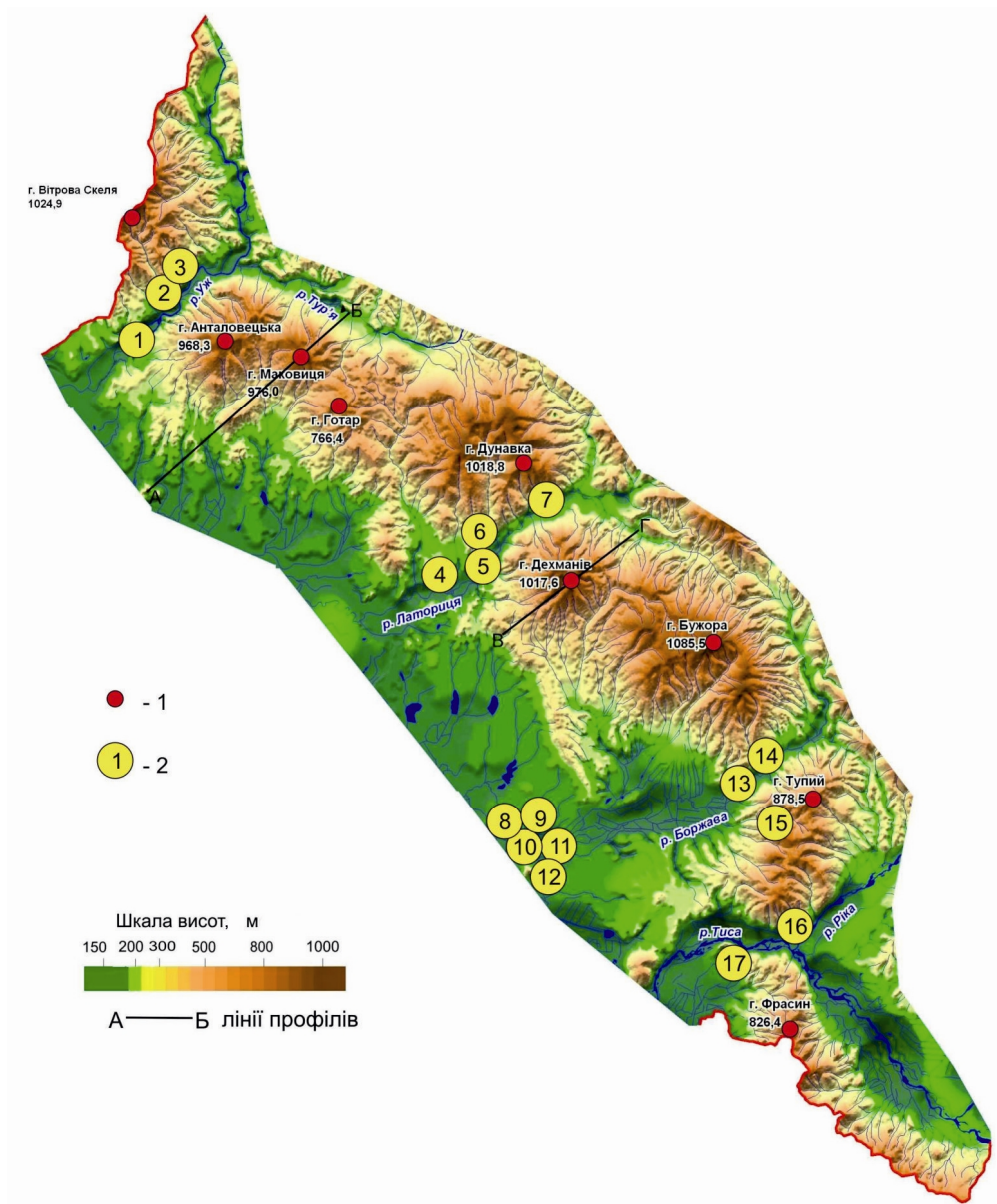 г. Вітрова Скеля
1024,9
3
2
р.Уж
1
р.Тур'я
Б
г. Анталовецька
968,3
г. Маковиця
976,0
г. Готар
766,4
А
г. Дунавка
1018,8
7
6
5
4
р. Латориця
Г
г. Дехманів
1017,6
В
г. Бужора
1085,5
- 1
1 - 2
14
13
г. Тупий
878,5
15
р. Боржава
8
9
10
11
12
16
р. Ріка
р.Тиса
17
г. Фрасин
826,4
Шкала висот, м
150 200 300 500 800 1000
А Б лінії профілів